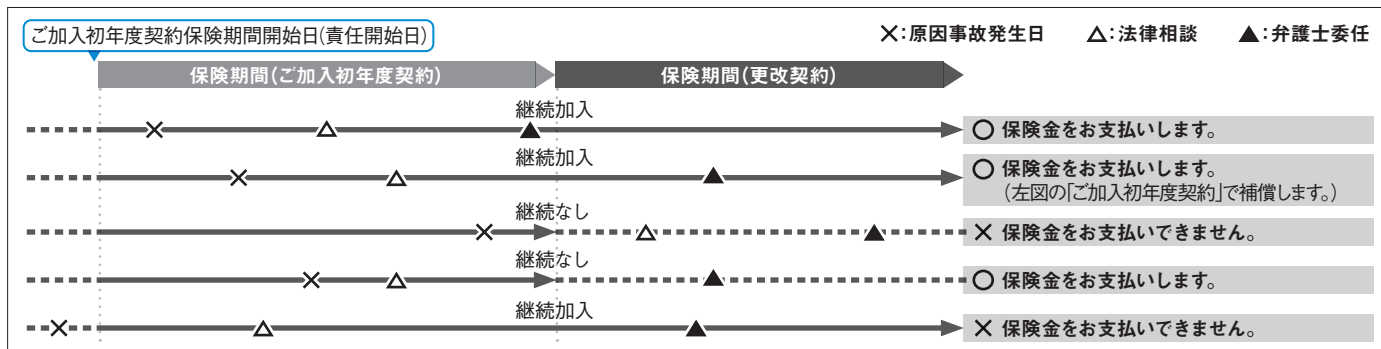 ご加入初年度契約保険期間開始日(責任開始日)
×:原因事故発生日 △:法律相談 ▲:弁護士委任
保険期間(ご加入初年度契約) 保険期間(更改契約)
継続加入
○ 保険金をお支払いします。
継続加入
○ 保険金をお支払いします。
(左図の「ご加入初年度契約」で補償します。)
継続なし
× 保険金をお支払いできません。
継続なし
○ 保険金をお支払いします。
継続加入
× 保険金をお支払いできません。